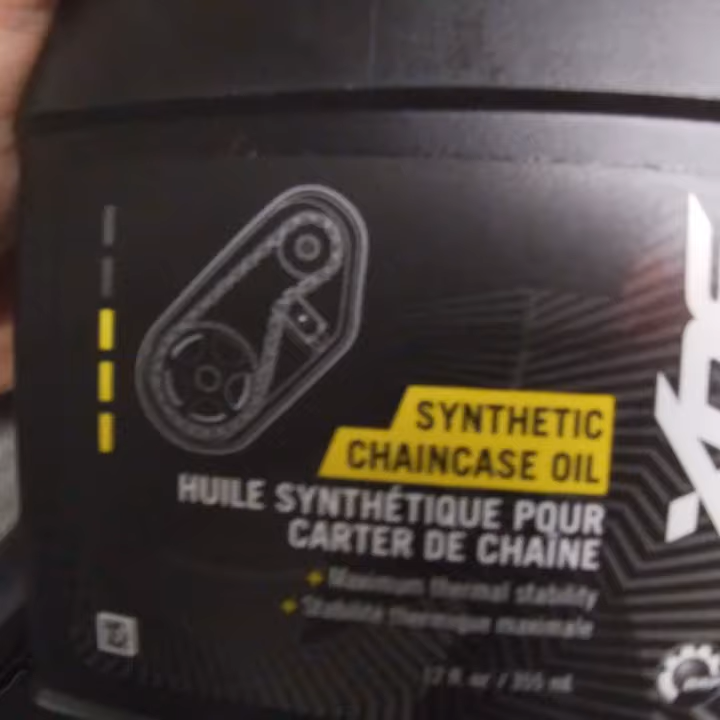 SYNTHETIC
CHAINCASE OIL
HUILE SYNTHÉTIQUE POUR
CARTER DE CHAÎNE
+ Maximum thermal stability
+ Stabilité thermique maximale
12 fl. oz / 355 ml